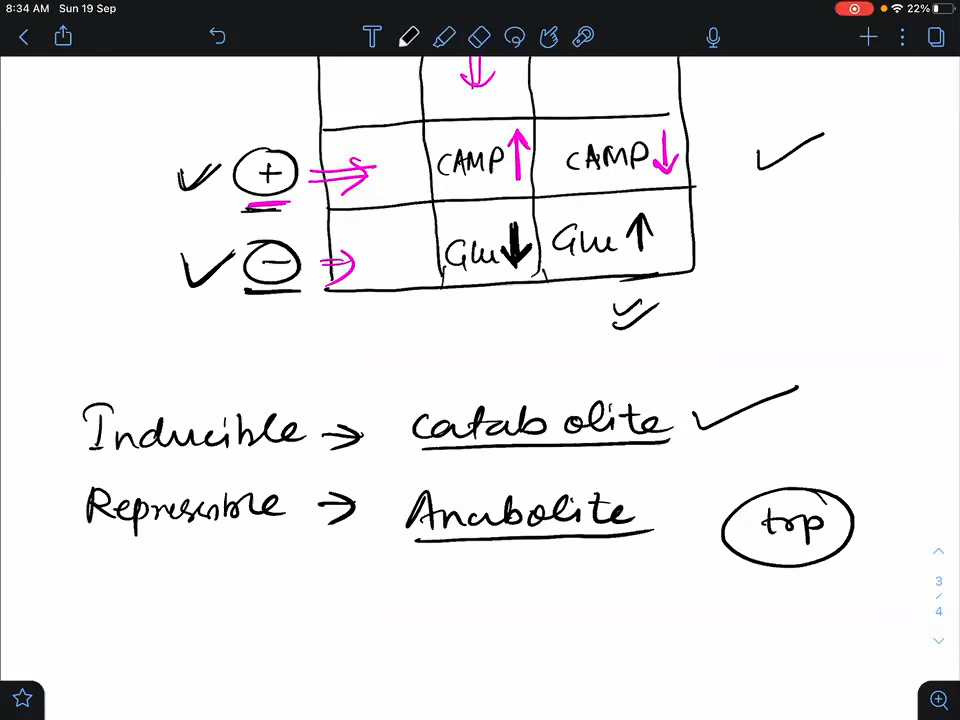 8:34 AM Sun 19 Sep
22%
T
+ CAMP ↑ CAMP ↓
- Glu ↓ Glu ↑
Inducible → catabolite
Repressible → Anabolite trp
3
/
4